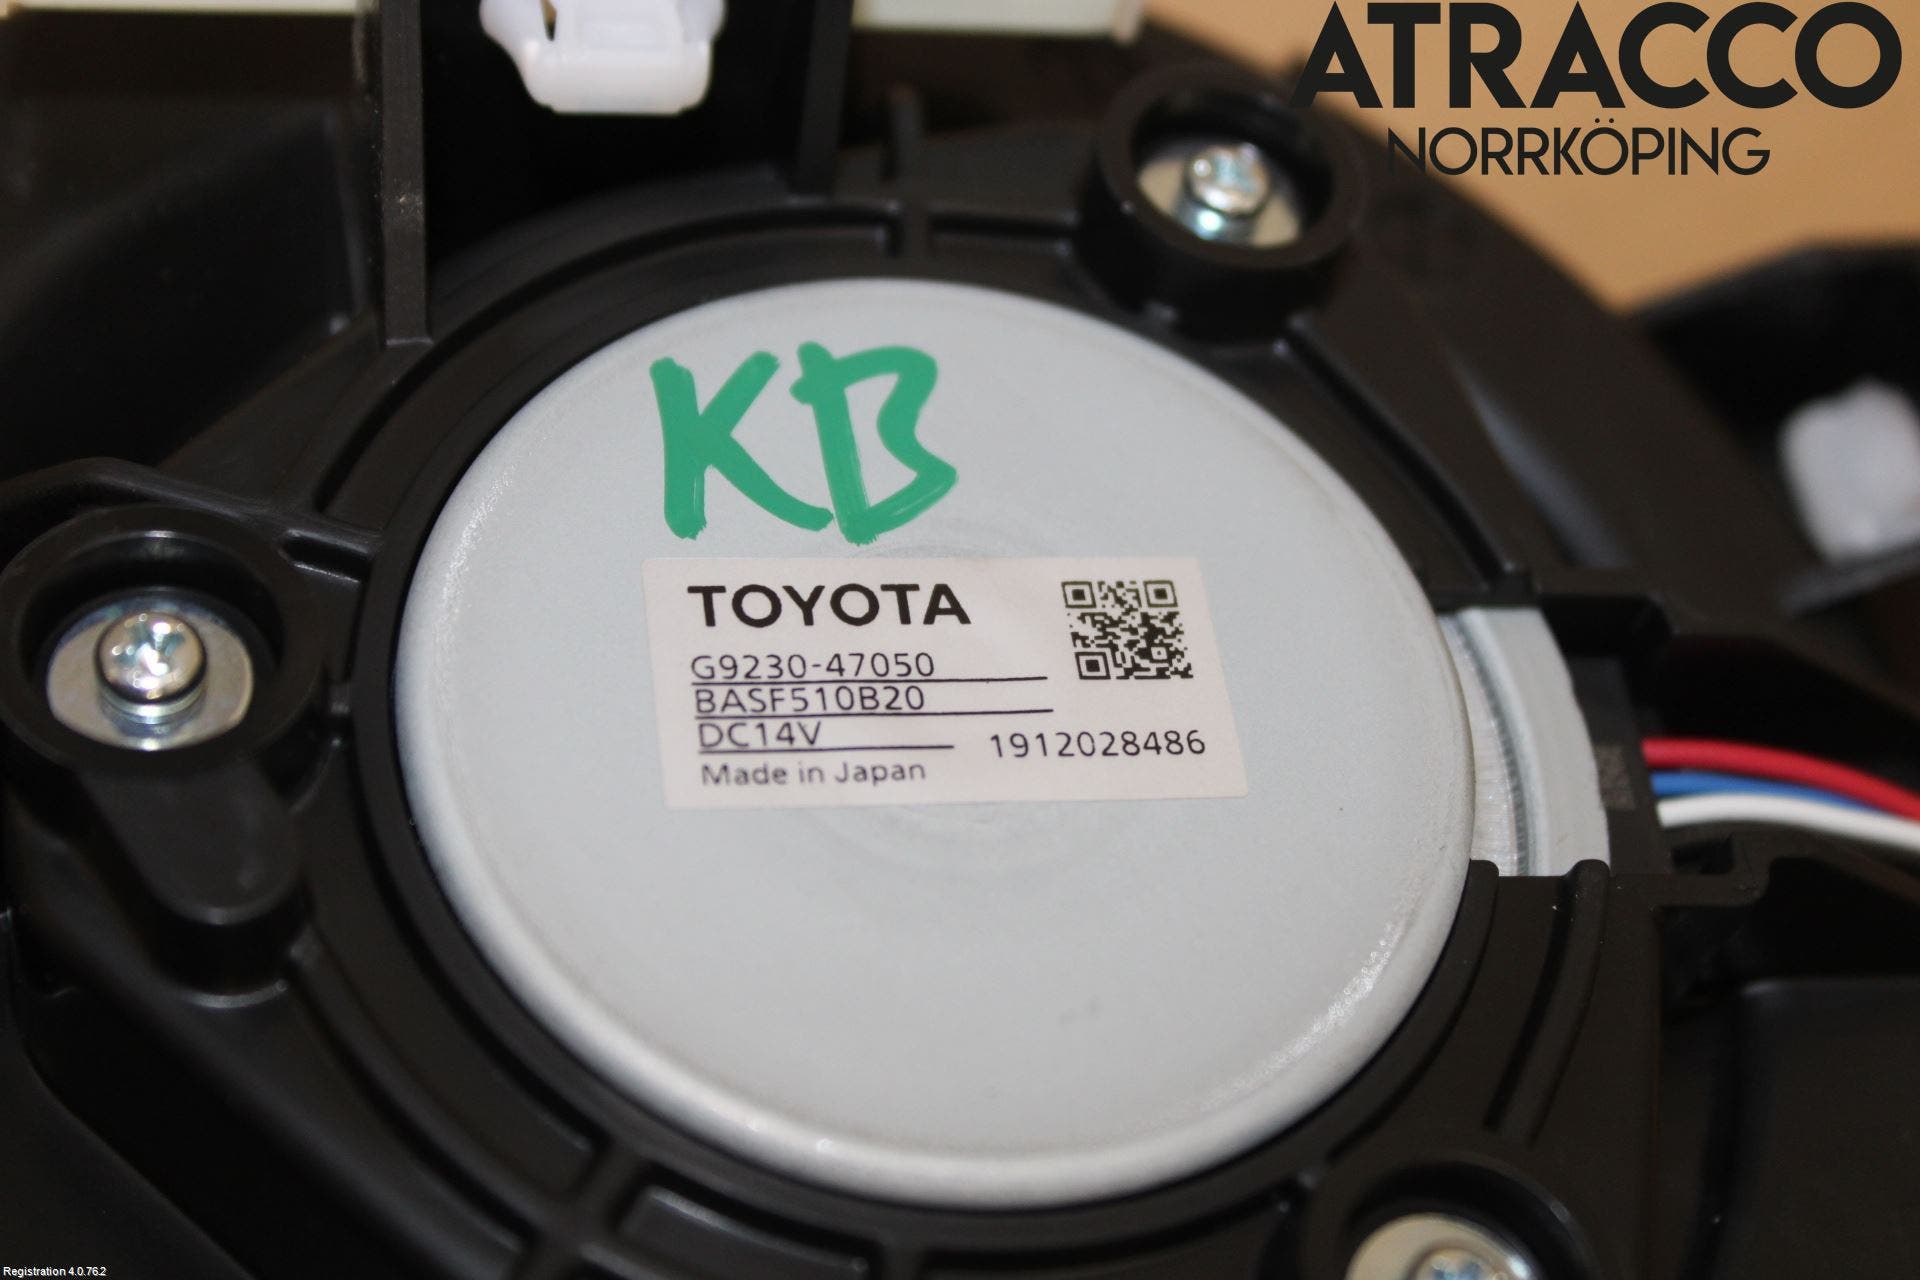 ATRACCO
NORRKÖPING
KB
TOYOTA
G9230-47050
BASF510B20
DC14V
1912028486
Made in Japan
Registration 4.0.76.2